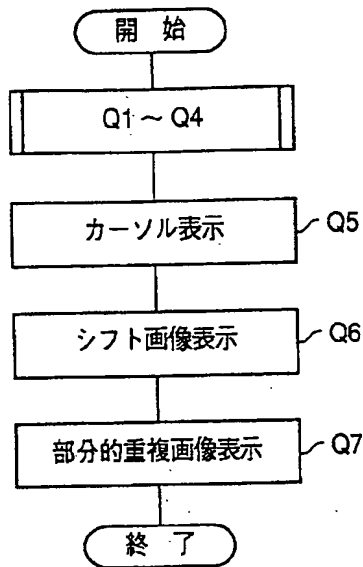 開 始
Q1 ~ Q4
カーソル表示
Q5
シフト画像表示
Q6
部分的重複画像表示
Q7
終 了